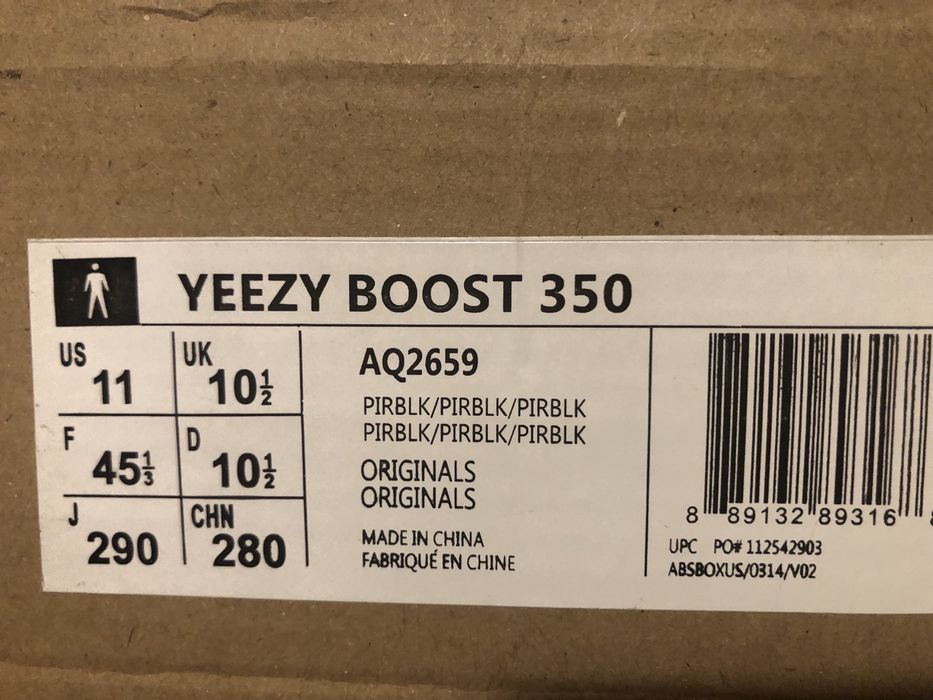 YEEZY BOOST 350
US 11 UK 10½
F 45⅓ D 10½
J 290 CHN 280
AQ2659
PIRBLK/PIRBLK/PIRBLK
PIRBLK/PIRBLK/PIRBLK
ORIGINALS
ORIGINALS
MADE IN CHINA
FABRIQUÉ EN CHINE
8 89132 89316
UPC PO# 112542903
ABSBOXUS/0314/V02